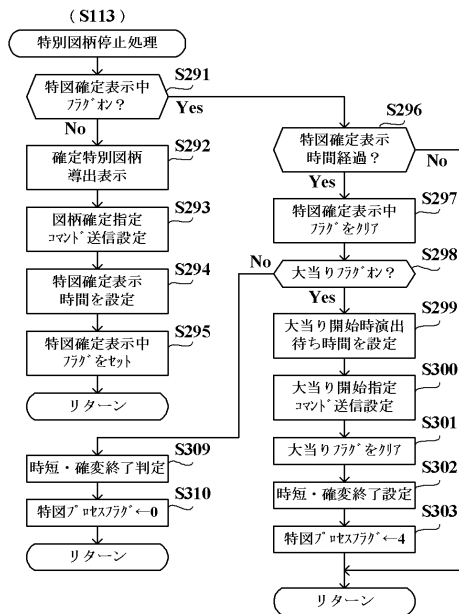 (S113)
特別図柄停止処理
S291
特図確定表示中
ﾌﾗｸﾞオン？
Yes
No
S292
確定特別図柄
導出表示
S293
図柄確定指定
ｺﾏﾝﾄﾞ送信設定
S294
特図確定表示
時間を設定
S295
特図確定表示中
ﾌﾗｸﾞをセット
リターン
S296
特図確定表示
時間経過？
No
Yes
S297
特図確定表示中
ﾌﾗｸﾞをクリア
S298
大当りﾌﾗｸﾞオン？
No
Yes
S299
大当り開始時演出
待ち時間を設定
S300
大当り開始指定
ｺﾏﾝﾄﾞ送信設定
S301
大当りﾌﾗｸﾞをクリア
S302
時短・確変終了設定
S303
特図ﾌﾟﾛｾｽﾌﾗｸﾞ←4
リターン
S309
時短・確変終了判定
S310
特図ﾌﾟﾛｾｽﾌﾗｸﾞ←0
リターン